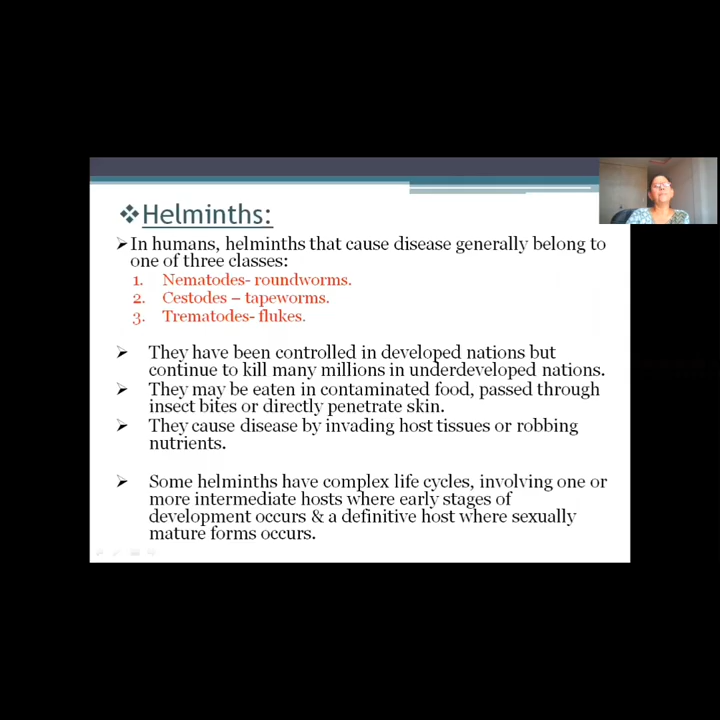 ❖Helminths:
➤In humans, helminths that cause disease generally belong to
one of three classes:
1. Nematodes- roundworms.
2. Cestodes – tapeworms.
3. Trematodes- flukes.
➤ They have been controlled in developed nations but
continue to kill many millions in underdeveloped nations.
➤ They may be eaten in contaminated food, passed through
insect bites or directly penetrate skin.
➤ They cause disease by invading host tissues or robbing
nutrients.
➤ Some helminths have complex life cycles, involving one or
more intermediate hosts where early stages of
development occurs & a definitive host where sexually
mature forms occurs.